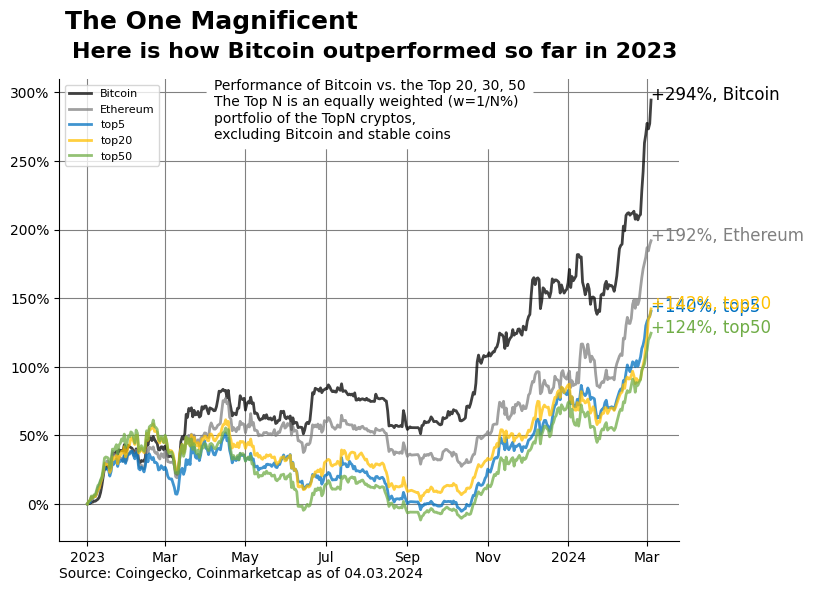 The One Magnificent
Here is how Bitcoin outperformed so far in 2023
Performance of Bitcoin vs. the Top 20, 30, 50
The Top N is an equally weighted (w=1/N%)
portfolio of the TopN cryptos,
excluding Bitcoin and stable coins
Bitcoin
Ethereum
top5
top20
top50
300%
250%
200%
150%
100%
50%
0%
+294%, Bitcoin
+192%, Ethereum
+142%, top20
+140%, top5
+124%, top50
2023
Mar
May
Jul
Sep
Nov
2024
Mar
Source: Coingecko, Coinmarketcap as of 04.03.2024